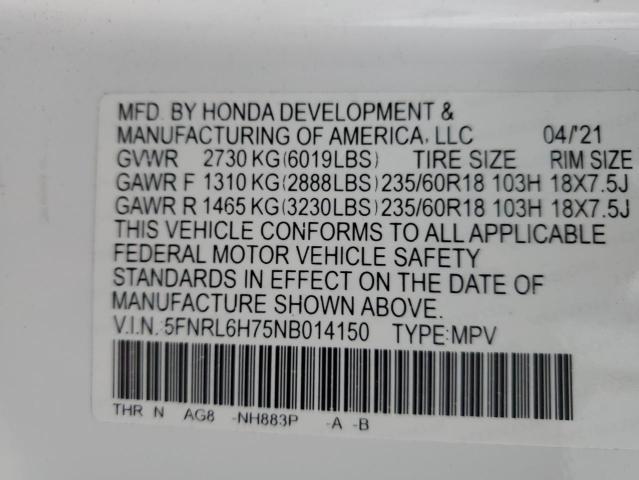 MFD. BY HONDA DEVELOPMENT &
MANUFACTURING OF AMERICA, LLC 04/'21
GVWR 2730 KG(6019LBS) TIRE SIZE RIM SIZE
GAWR F 1310 KG(2888LBS)235/60R18 103H 18X7.5J
GAWR R 1465 KG(3230LBS)235/60R18 103H 18X7.5J
THIS VEHICLE CONFORMS TO ALL APPLICABLE
FEDERAL MOTOR VEHICLE SAFETY
STANDARDS IN EFFECT ON THE DATE OF
MANUFACTURE SHOWN ABOVE.
V.I.N.:5FNRL6H75NB014150 TYPE:MPV
THR N AG8 -NH883P -A -B